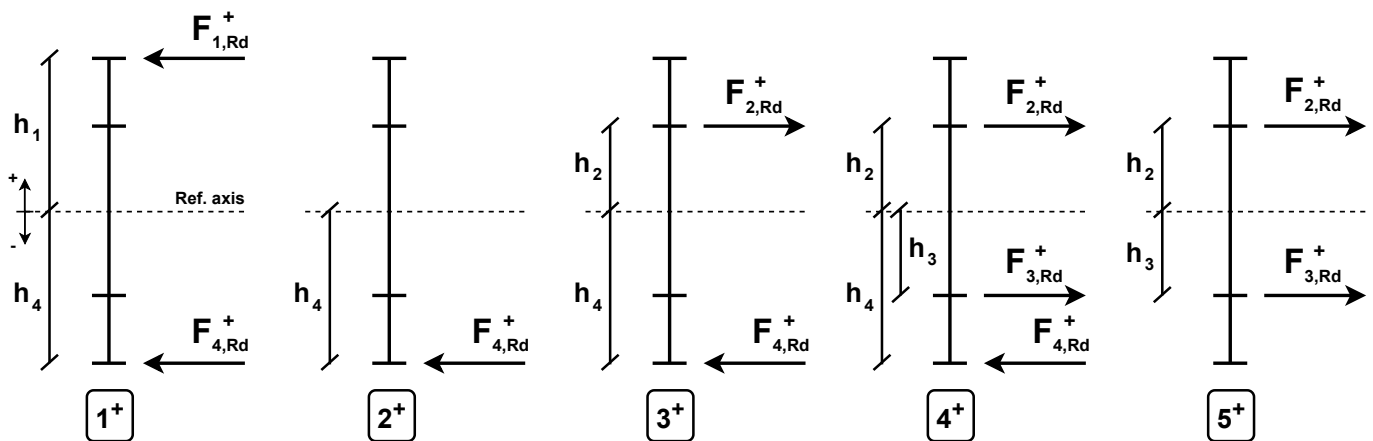 F1,Rd+
F2,Rd+
F2,Rd+
F2,Rd+
h1
h2
h2
h2
+
-
Ref. axis
h4
h4
h4
h3
h4
h3
F3,Rd+
F3,Rd+
F4,Rd+
F4,Rd+
F4,Rd+
F4,Rd+
1+
2+
3+
4+
5+